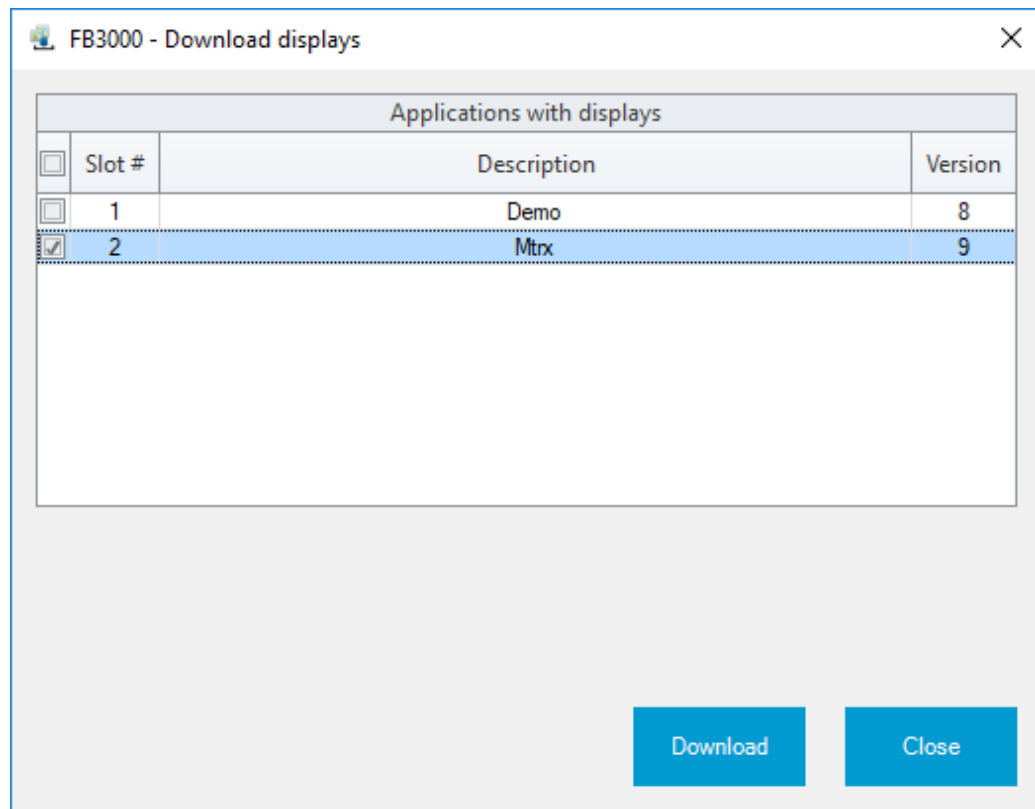 FB3000 - Download displays
Applications with displays
Slot # Description Version
1 Demo 8
2 Mtrx 9
Download Close